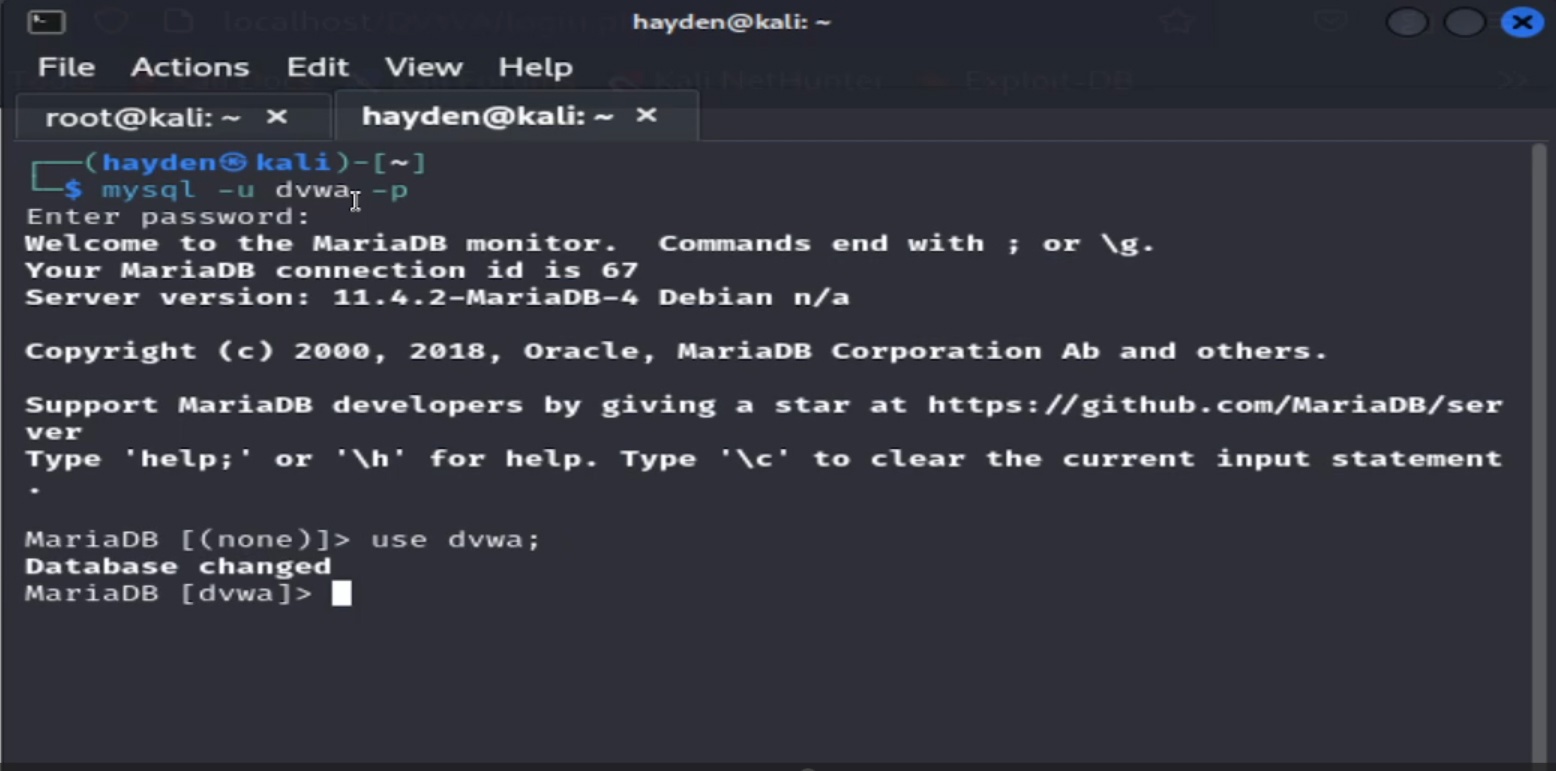 hayden@kali: ~
File Actions Edit View Help
root@kali: ~ × hayden@kali: ~ ×
┌──(hayden㉿kali)-[~]
└─$ mysql -u dvwa -p
Enter password:
Welcome to the MariaDB monitor.  Commands end with ; or \g.
Your MariaDB connection id is 67
Server version: 11.4.2-MariaDB-4 Debian n/a
Copyright (c) 2000, 2018, Oracle, MariaDB Corporation Ab and others.
Support MariaDB developers by giving a star at https://github.com/MariaDB/ser
ver
Type 'help;' or '\h' for help. Type '\c' to clear the current input statement
.
MariaDB [(none)]> use dvwa;
Database changed
MariaDB [dvwa]>